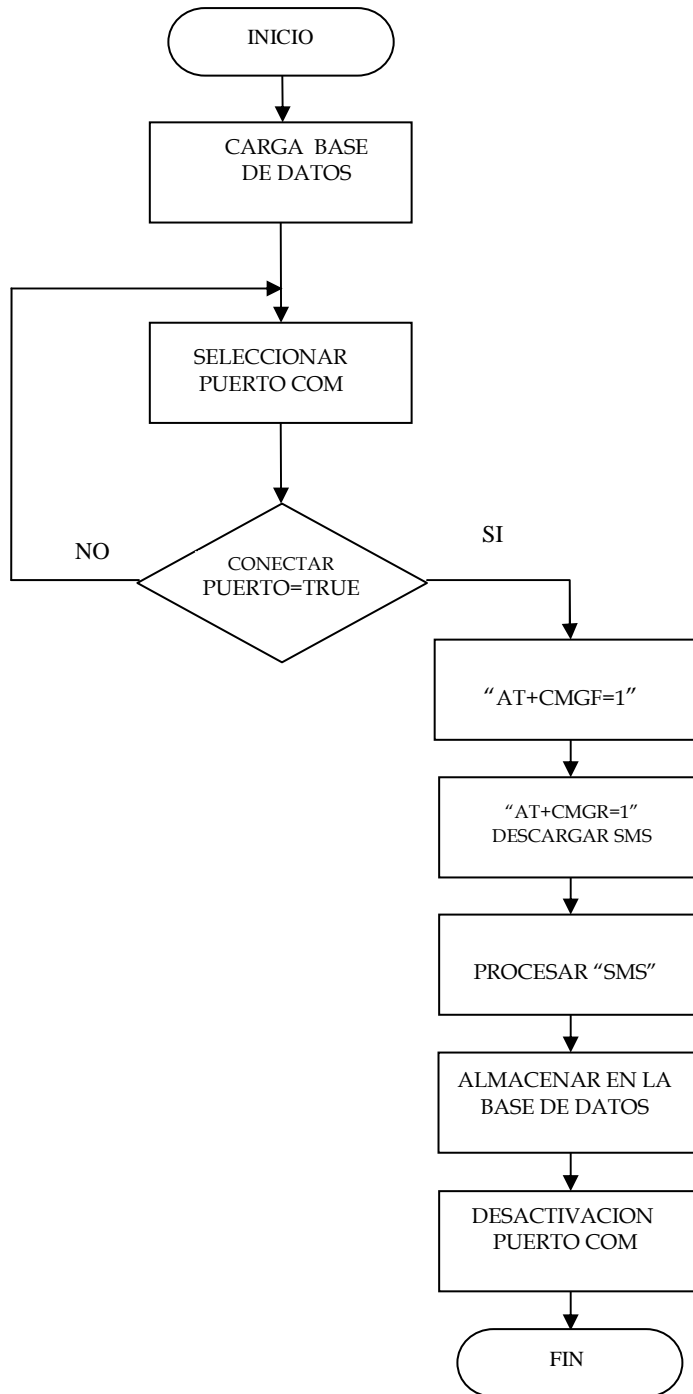 INICIO
CARGA BASE
DE DATOS
SELECCIONAR
PUERTO COM
NO
SI
CONECTAR
PUERTO=TRUE
“AT+CMGF=1”
“AT+CMGR=1”
DESCARGAR SMS
PROCESAR “SMS”
ALMACENAR EN LA
BASE DE DATOS
DESACTIVACION
PUERTO COM
FIN